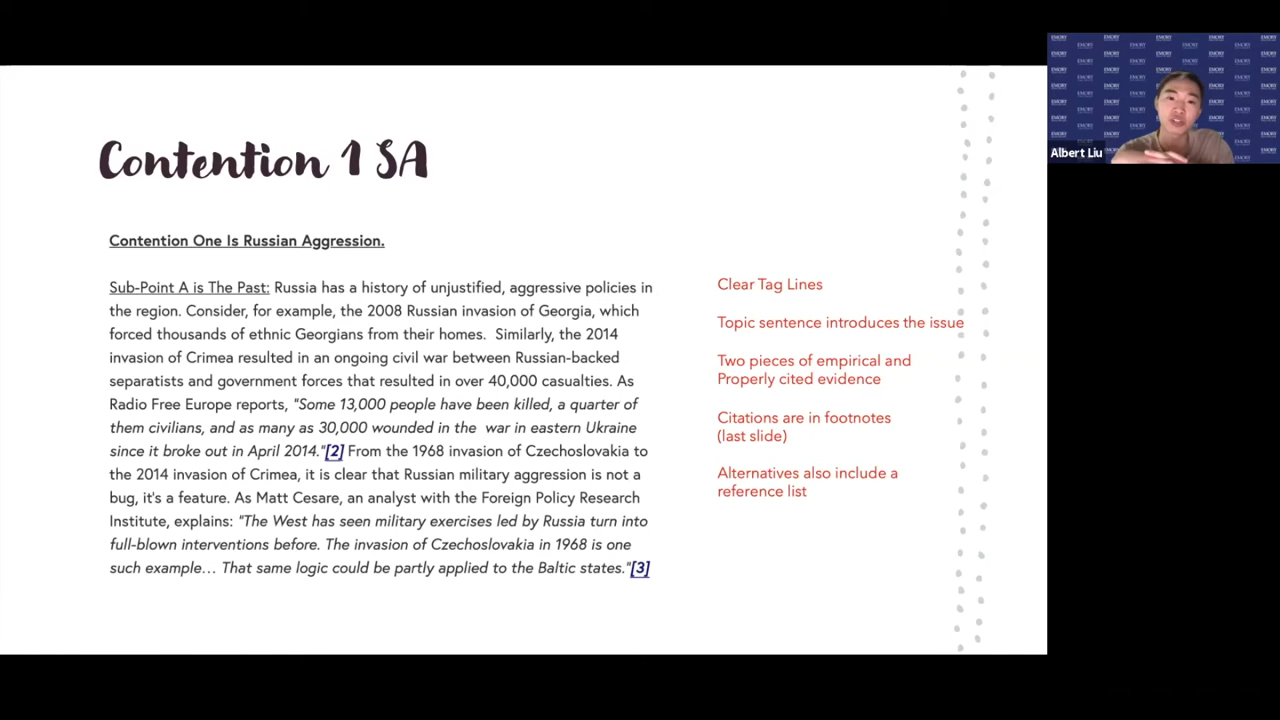 Contention 1 SA
Contention One Is Russian Aggression.
Sub-Point A is The Past: Russia has a history of unjustified, aggressive policies in
the region. Consider, for example, the 2008 Russian invasion of Georgia, which
forced thousands of ethnic Georgians from their homes.  Similarly, the 2014
invasion of Crimea resulted in an ongoing civil war between Russian-backed
separatists and government forces that resulted in over 40,000 casualties. As
Radio Free Europe reports, "Some 13,000 people have been killed, a quarter of
them civilians, and as many as 30,000 wounded in the  war in eastern Ukraine
since it broke out in April 2014."[2] From the 1968 invasion of Czechoslovakia to
the 2014 invasion of Crimea, it is clear that Russian military aggression is not a
bug, it's a feature. As Matt Cesare, an analyst with the Foreign Policy Research
Institute, explains: "The West has seen military exercises led by Russia turn into
full-blown interventions before. The invasion of Czechoslovakia in 1968 is one
such example… That same logic could be partly applied to the Baltic states."[3]
Clear Tag Lines
Topic sentence introduces the issue
Two pieces of empirical and
Properly cited evidence
Citations are in footnotes
(last slide)
Alternatives also include a
reference list
EMORY
Albert Liu